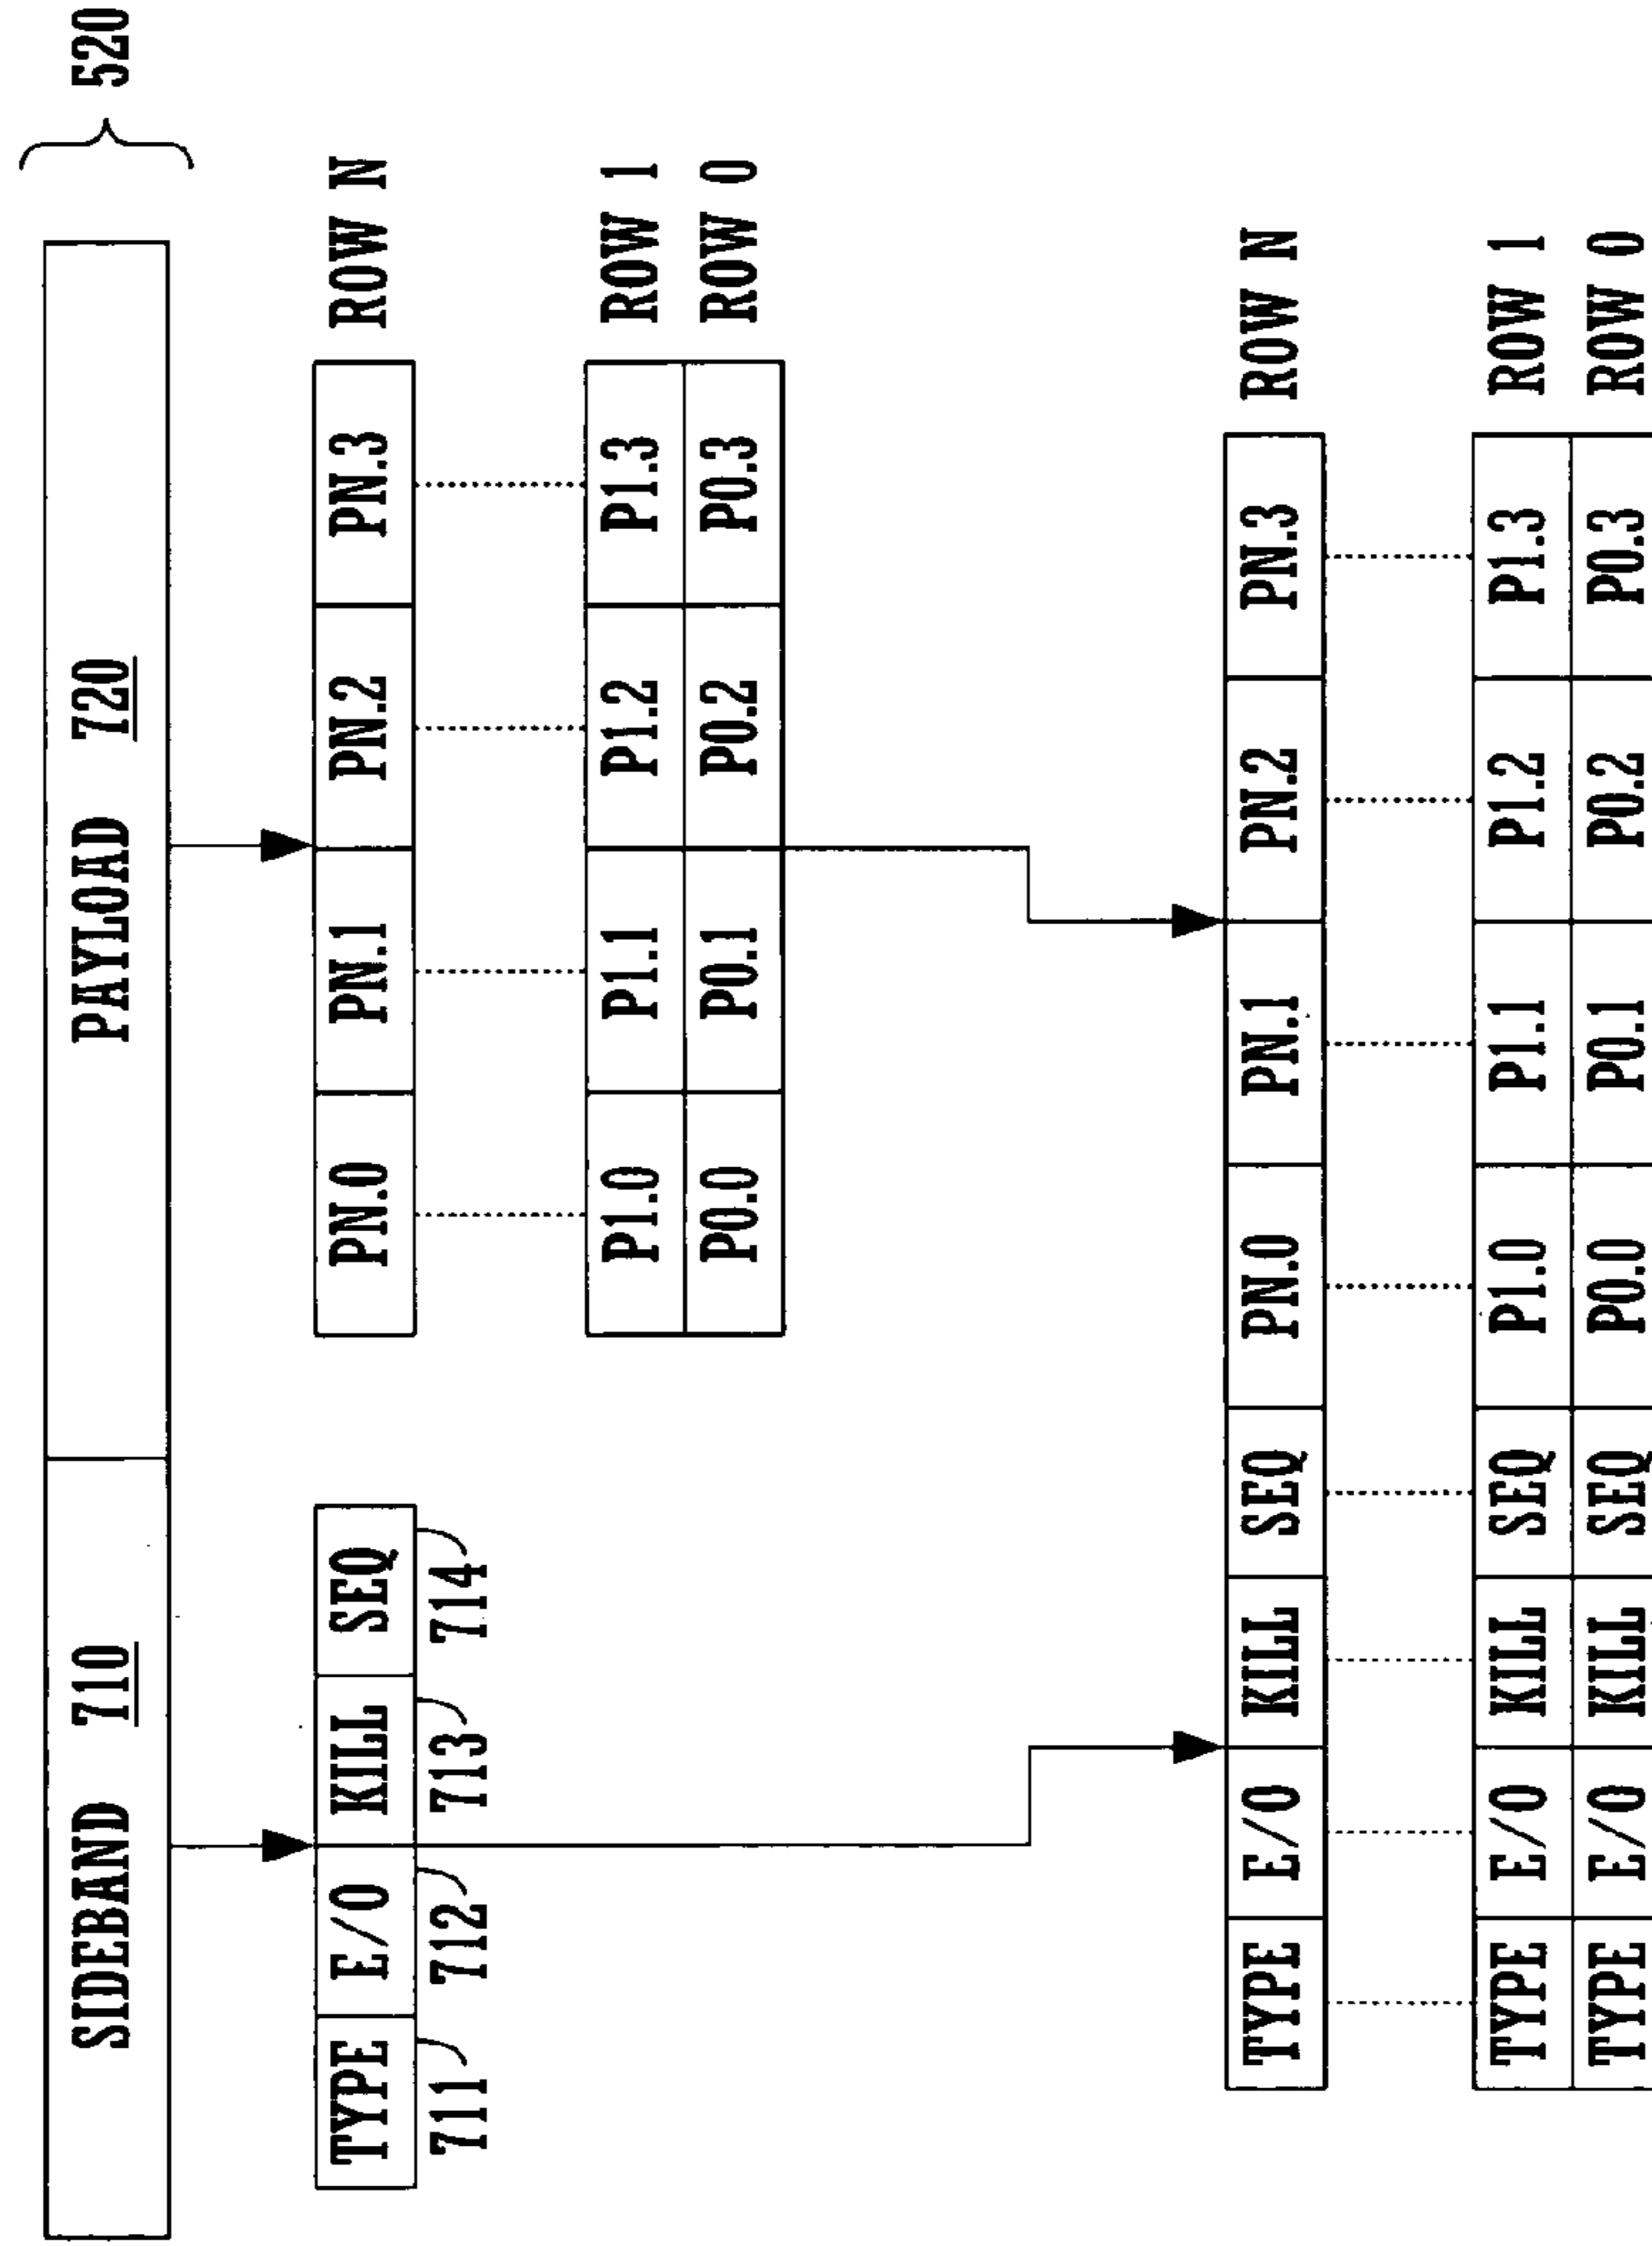 SIDEBAND 710 PAYLOAD 720 520
TYPE E/O KILL SEQ PN.0 PN.1 PN.2 PN.3 ROW N
711 712 713 714
P1.0 P1.1 P1.2 P1.3 ROW 1
P0.0 P0.1 P0.2 P0.3 ROW 0
TYPE E/O KILL SEQ PN.0 PN.1 PN.2 PN.3 ROW N
TYPE E/O KILL SEQ P1.0 P1.1 P1.2 P1.3 ROW 1
TYPE E/O KILL SEQ P0.0 P0.1 P0.2 P0.3 ROW 0